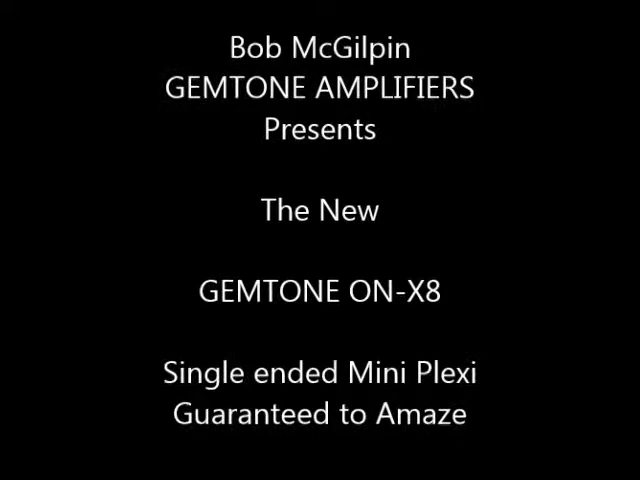 Bob McGilpin
GEMTONE AMPLIFIERS
Presents
The New
GEMTONE ON-X8
Single ended Mini Plexi
Guaranteed to Amaze